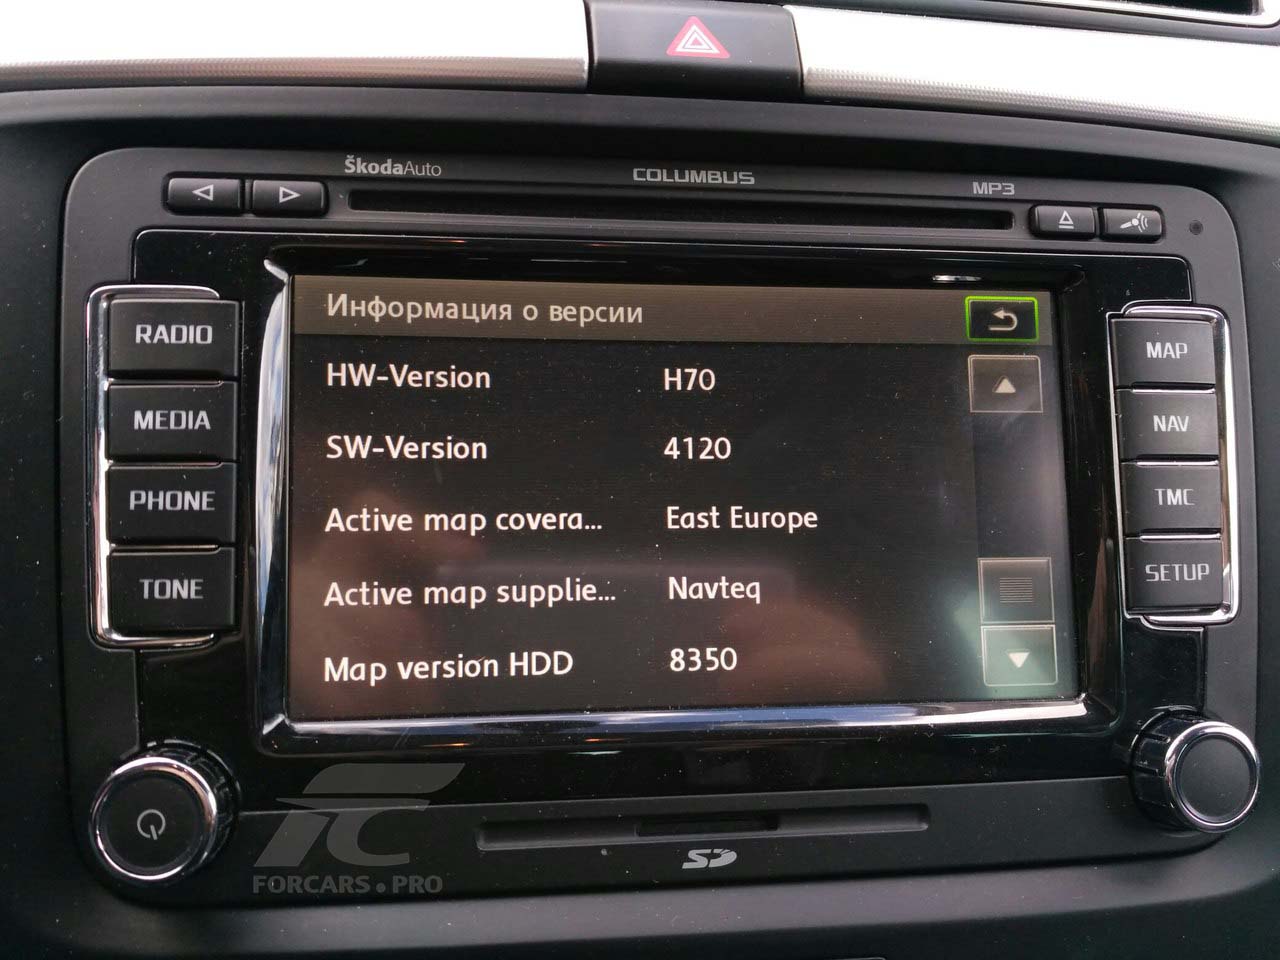 ŠkodaAuto
COLUMBUS
MP3
RADIO
MEDIA
PHONE
TONE
Информация о версии
HW-Version H70
SW-Version 4120
Active map covera... East Europe
Active map supplie... Navteq
Map version HDD 8350
MAP
NAV
TMC
SETUP
SD
FORCARS.PRO